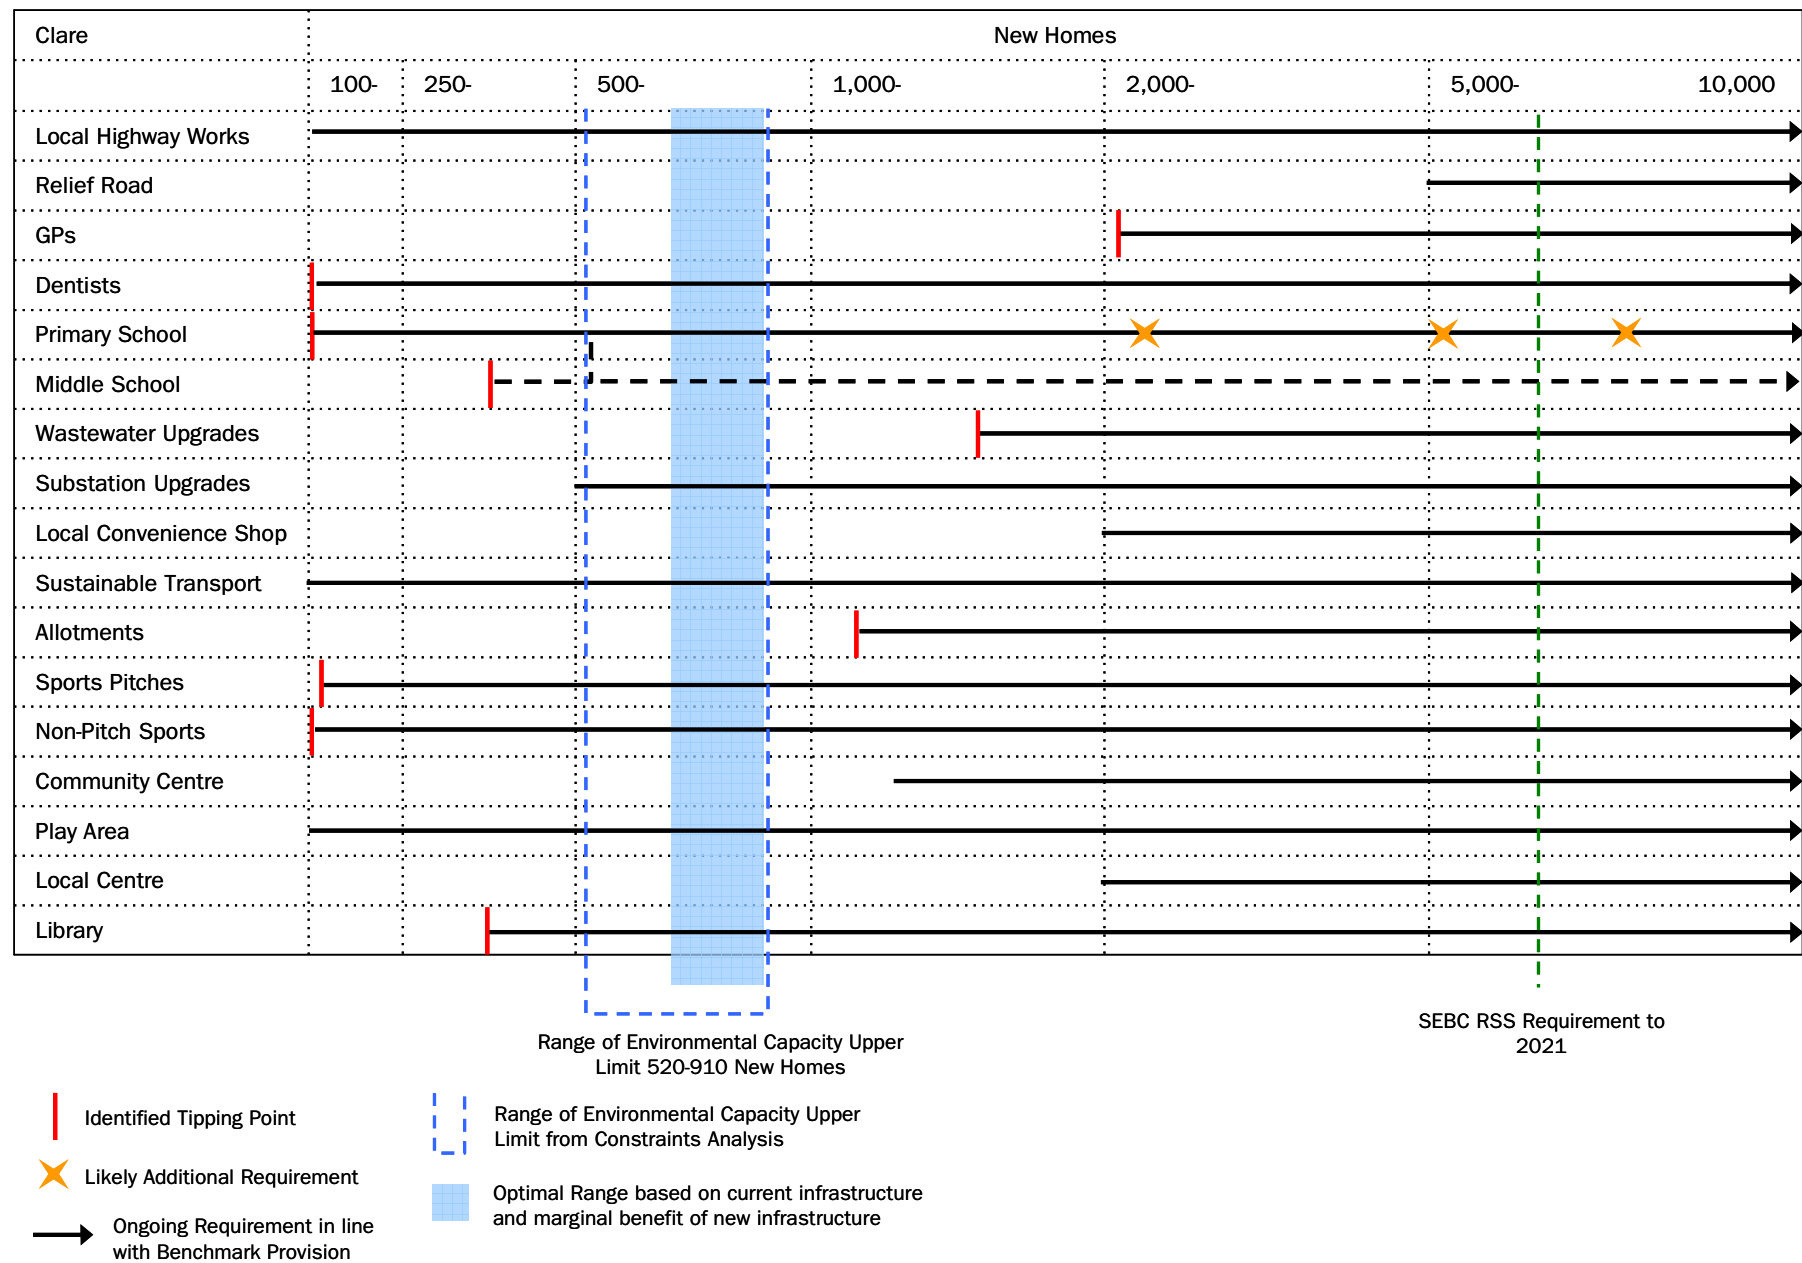 Clare
New Homes
100-
250-
500-
1,000-
2,000-
5,000-
10,000
Local Highway Works
Relief Road
GPs
Dentists
Primary School
Middle School
Wastewater Upgrades
Substation Upgrades
Local Convenience Shop
Sustainable Transport
Allotments
Sports Pitches
Non-Pitch Sports
Community Centre
Play Area
Local Centre
Library
Range of Environmental Capacity Upper
Limit 520-910 New Homes
SEBC RSS Requirement to
2021
Identified Tipping Point
Likely Additional Requirement
Ongoing Requirement in line
with Benchmark Provision
Range of Environmental Capacity Upper
Limit from Constraints Analysis
Optimal Range based on current infrastructure
and marginal benefit of new infrastructure